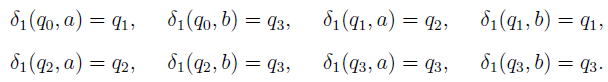 δ₁(q₀, a) = q₁, δ₁(q₀, b) = q₃, δ₁(q₁, a) = q₂, δ₁(q₁, b) = q₁,
δ₁(q₂, a) = q₂, δ₁(q₂, b) = q₃, δ₁(q₃, a) = q₃, δ₁(q₃, b) = q₃.